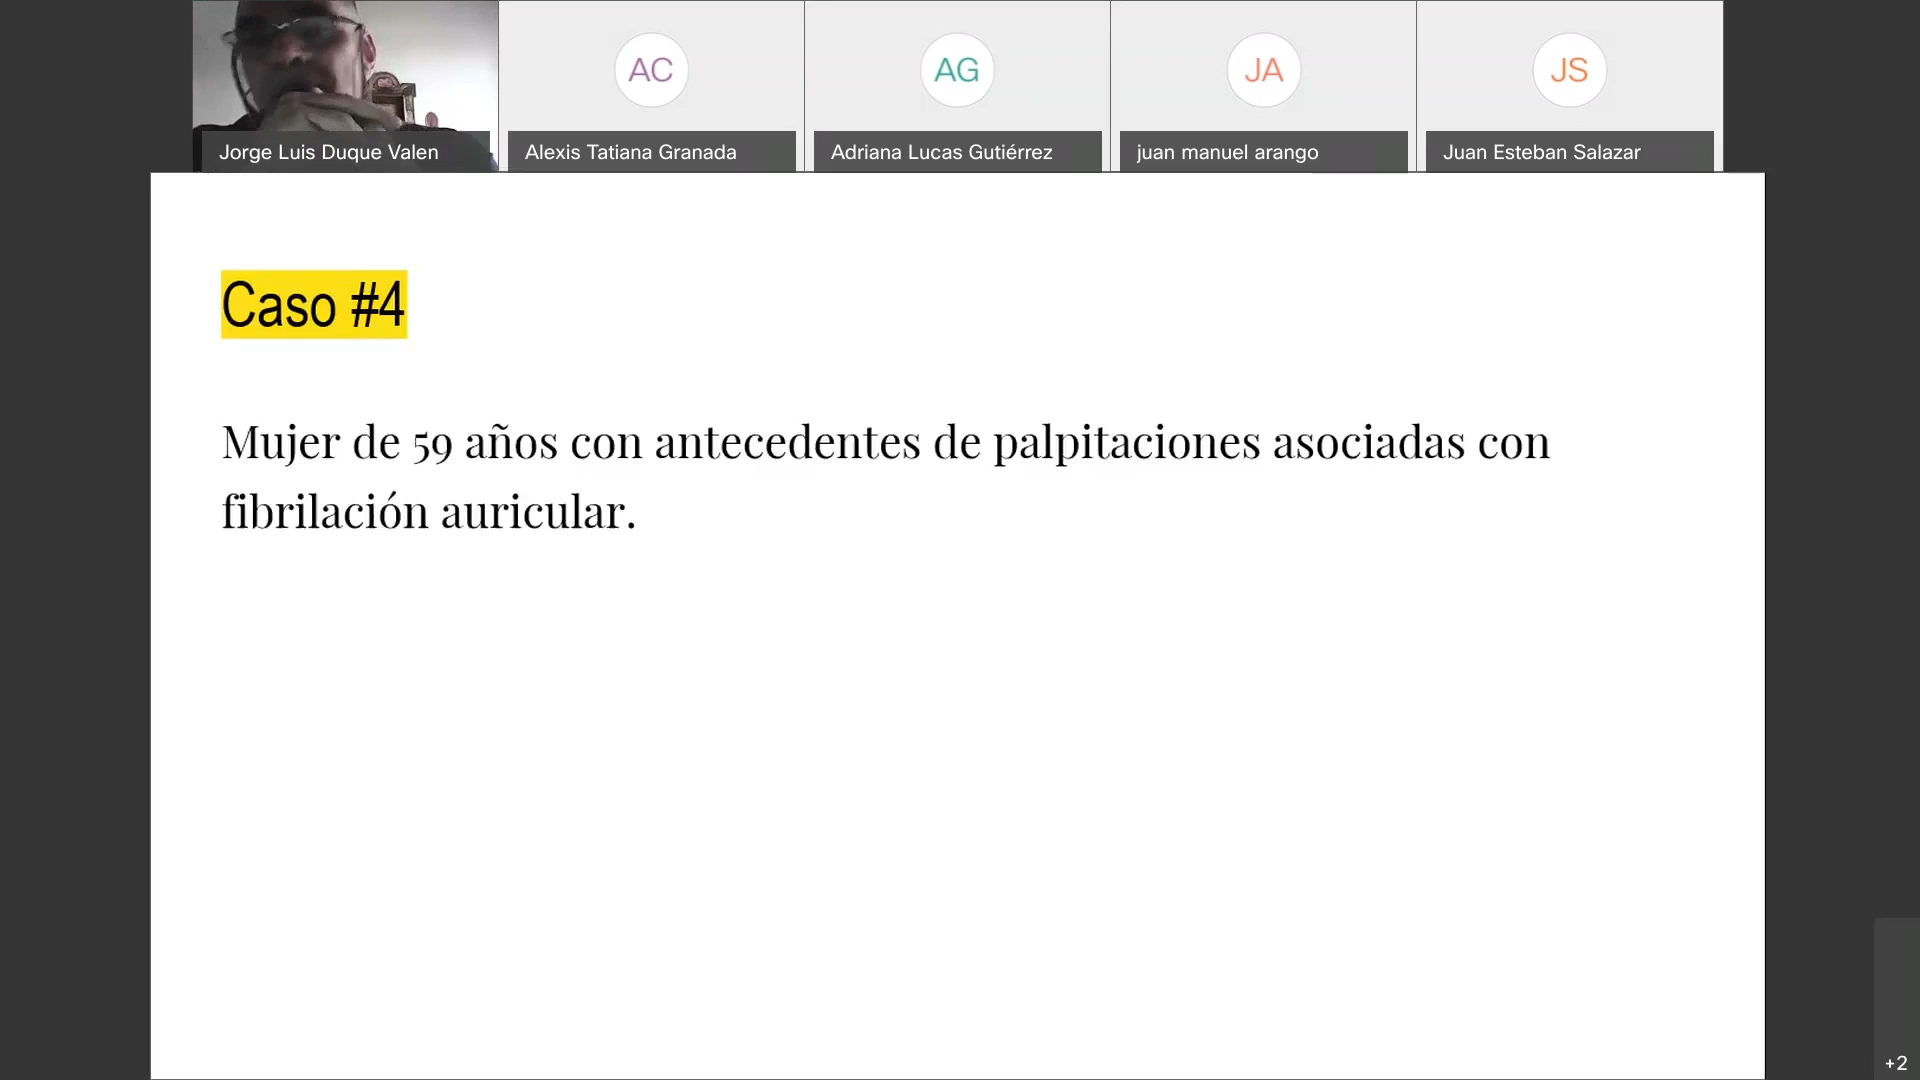 AC
AG
JA
JS
Jorge Luis Duque Valen
Alexis Tatiana Granada
Adriana Lucas Gutiérrez
juan manuel arango
Juan Esteban Salazar
Caso #4
Mujer de 59 años con antecedentes de palpitaciones asociadas con
fibrilación auricular.
+2